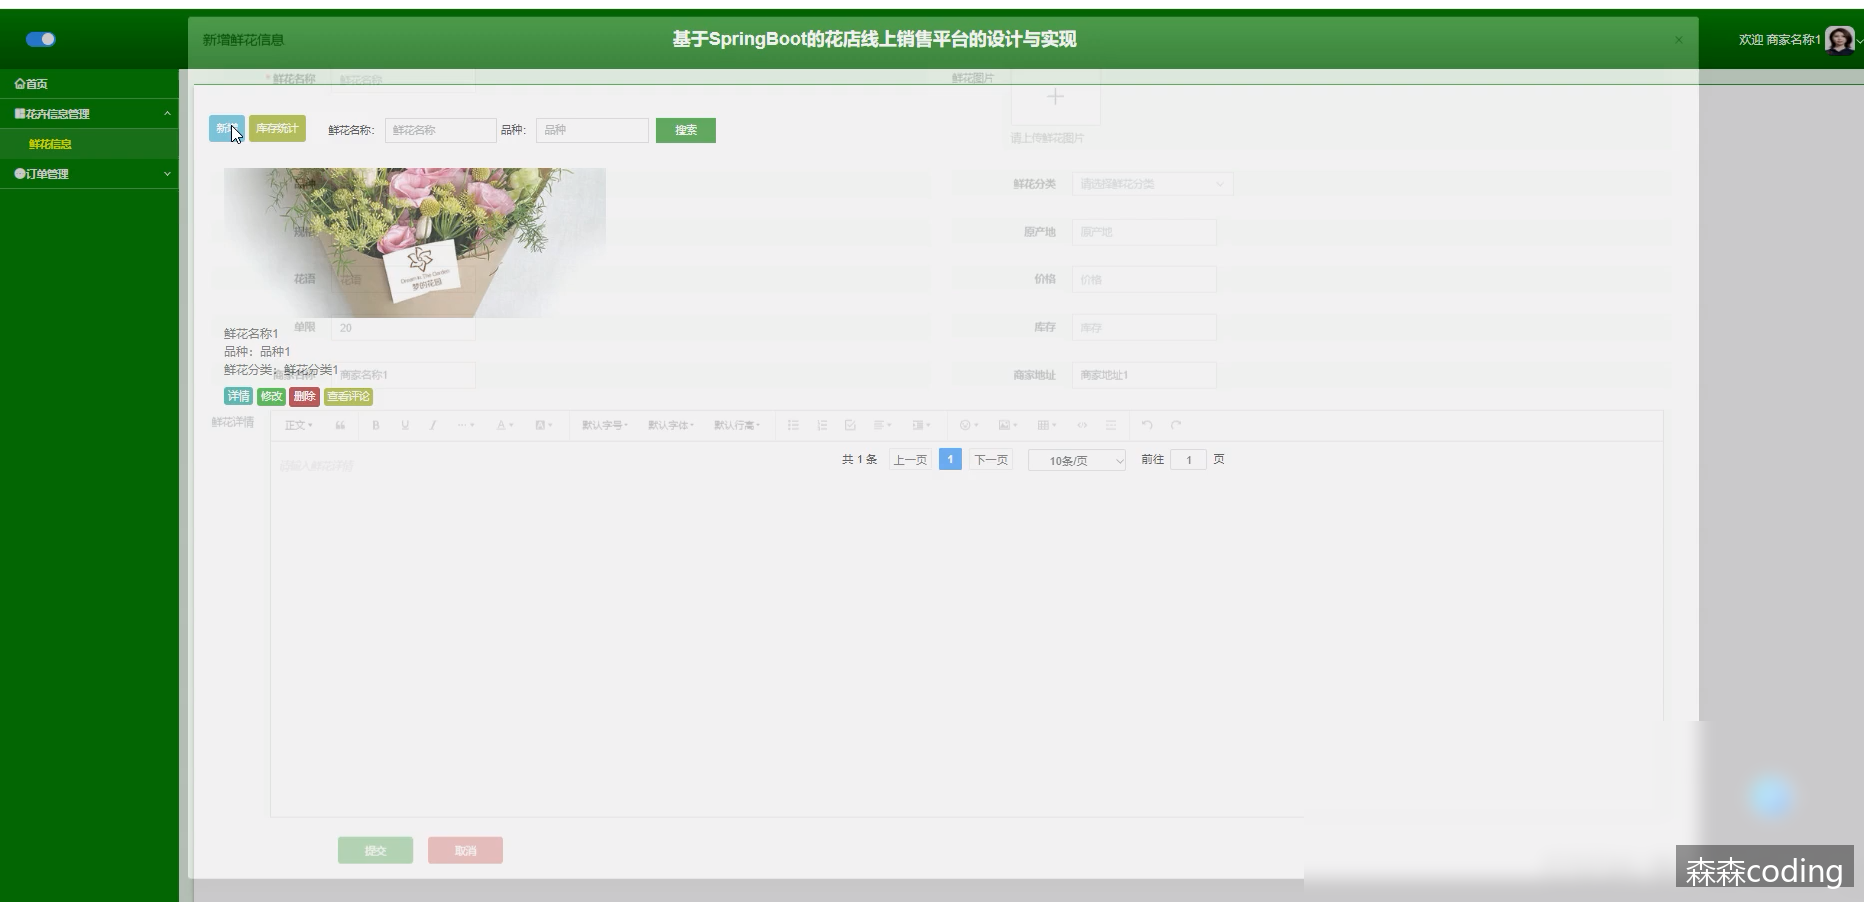 新增鲜花信息
基于SpringBoot的花店线上销售平台的设计与实现
欢迎 商家名称1
首页
花卉信息管理
鲜花信息
订单管理
* 鲜花名称 鲜花名称
鲜花图片
请上传鲜花图片
新增 库存统计 鲜花名称: 鲜花名称 品种: 品种 搜索
品种
鲜花分类 请选择鲜花分类
规格
原产地 原产地
花语 花语
价格 价格
Dream In The Garden
梦的花园
单限 20
库存 库存
鲜花名称1
品种：品种1
鲜花分类：鲜花分类1
商家名称 商家名称1
商家地址 商家地址1
详情 修改 删除 查看评论
鲜花详情
正文 B U I A A 默认字号 默认字体 默认行高
请输入鲜花详情
共 1 条 上一页 1 下一页 10条/页 前往 1 页
提交 取消
森森coding